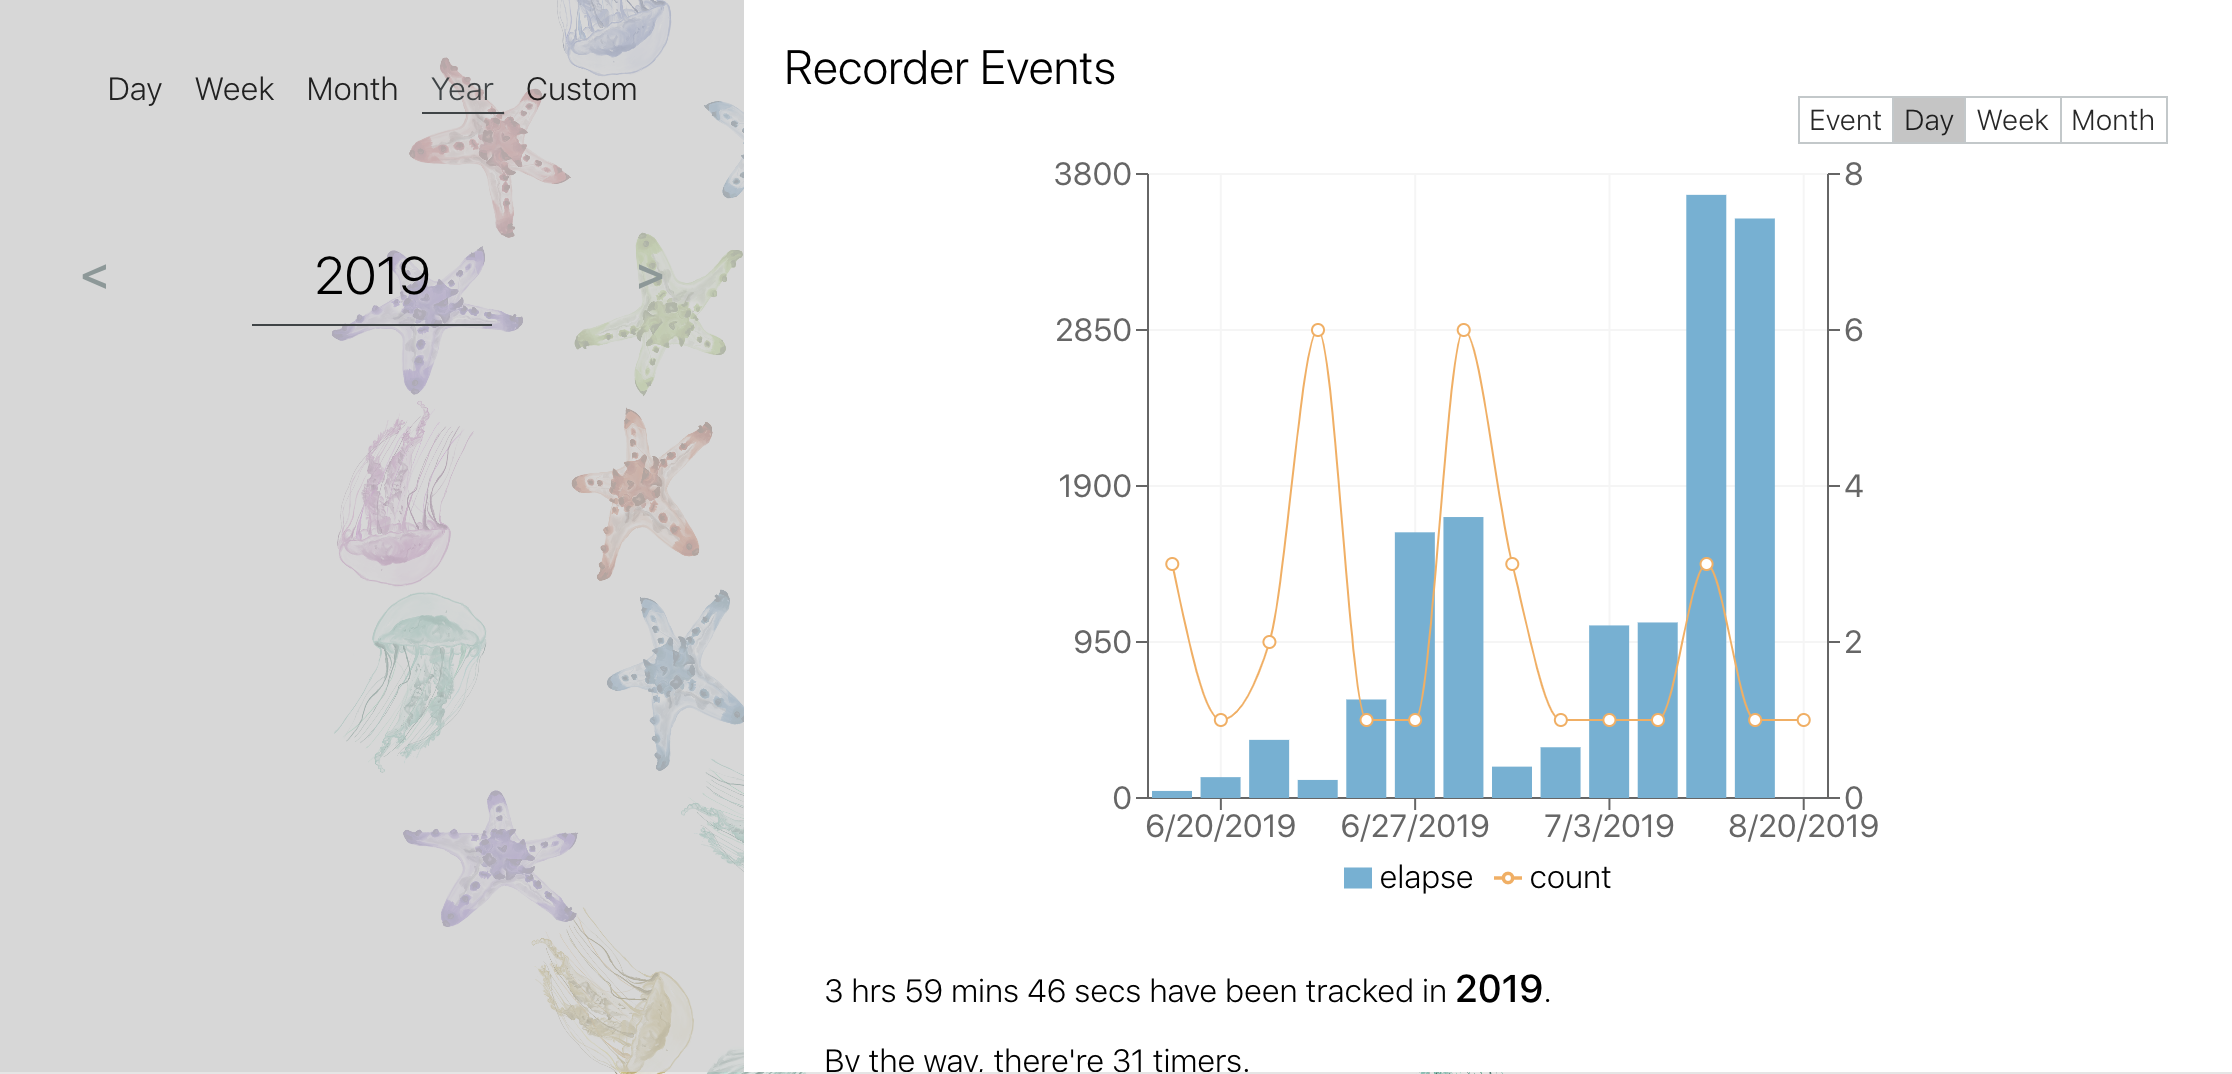 Day Week Month Year Custom
< 2019 >
Recorder Events
Event Day Week Month
3800
2850
1900
950
0
8
6
4
2
0
6/20/2019 6/27/2019 7/3/2019 8/20/2019
elapse count
3 hrs 59 mins 46 secs have been tracked in 2019.
By the way, there're 31 timers.